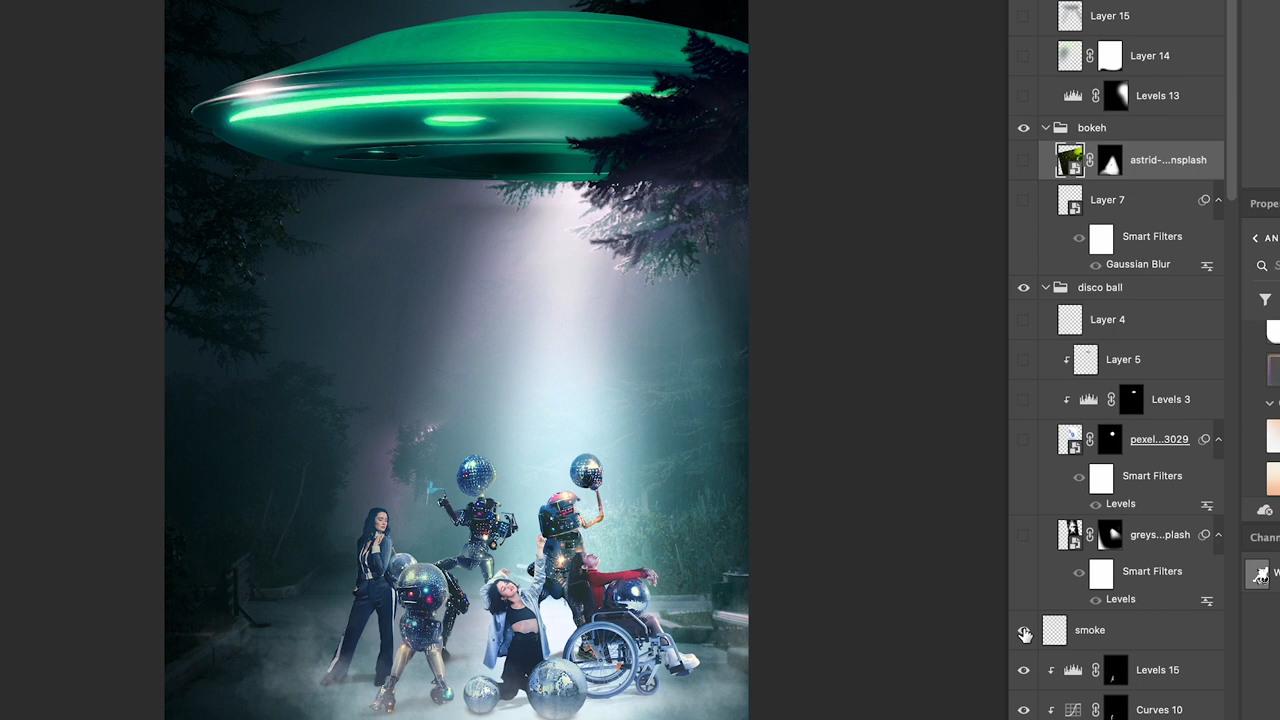 Layer 15
Layer 14
Levels 13
bokeh
astrid-...nsplash
Layer 7
Smart Filters
Gaussian Blur
disco ball
Layer 4
Layer 5
Levels 3
pexel...3029
Smart Filters
Levels
greys...plash
Smart Filters
Levels
smoke
Levels 15
Curves 10
Prope
AN
S
Chann
W